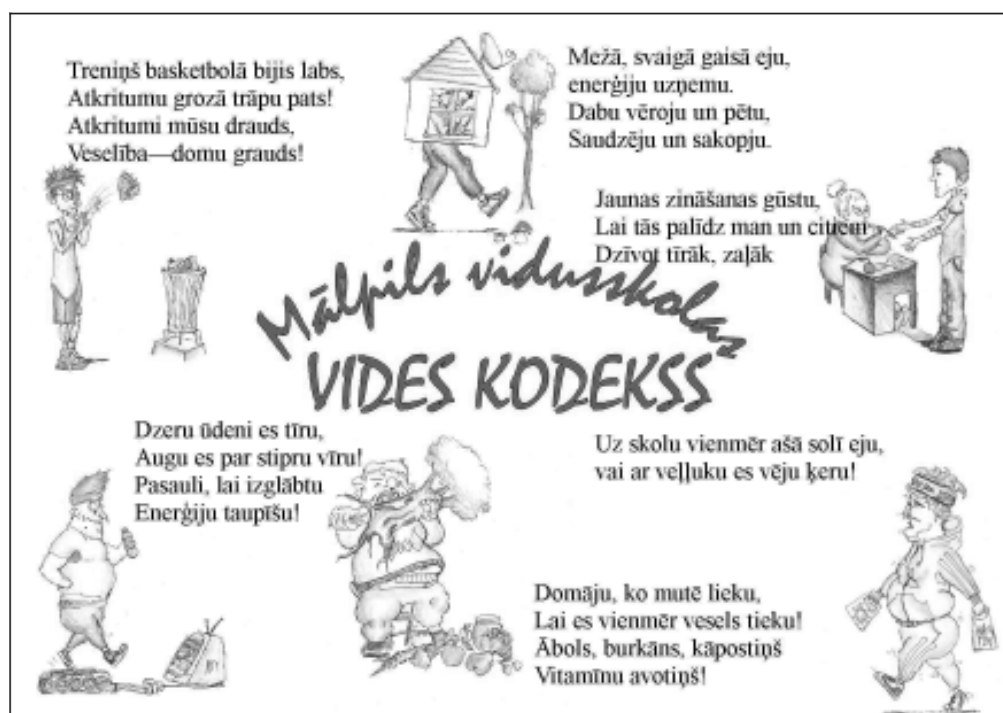 Treniņš basketbolā bijis labs,
Atkritumu grozā trāpu pats!
Atkritumi mūsu drauds,
Veselība—domu grauds!
Mežā, svaigā gaisā eju,
enerģiju uzņemu.
Dabu vēroju un pētu,
Saudzēju un sakopju.
Jaunas zināšanas gūstu,
Lai tās palīdz man un citiem
Dzīvot tīrāk, zaļāk
Mālpils vidusskolas
VIDES KODEKSS
Dzeru ūdeni es tīru,
Augu es par stipru vīru!
Pasauli, lai izglābtu
Enerģiju taupīšu!
Uz skolu vienmēr ašā solī eju,
vai ar veļļuku es vēju ķeru!
Domāju, ko mutē lieku,
Lai es vienmēr vesels tieku!
Ābols, burkāns, kāpostiņš
Vitamīnu avotiņš!